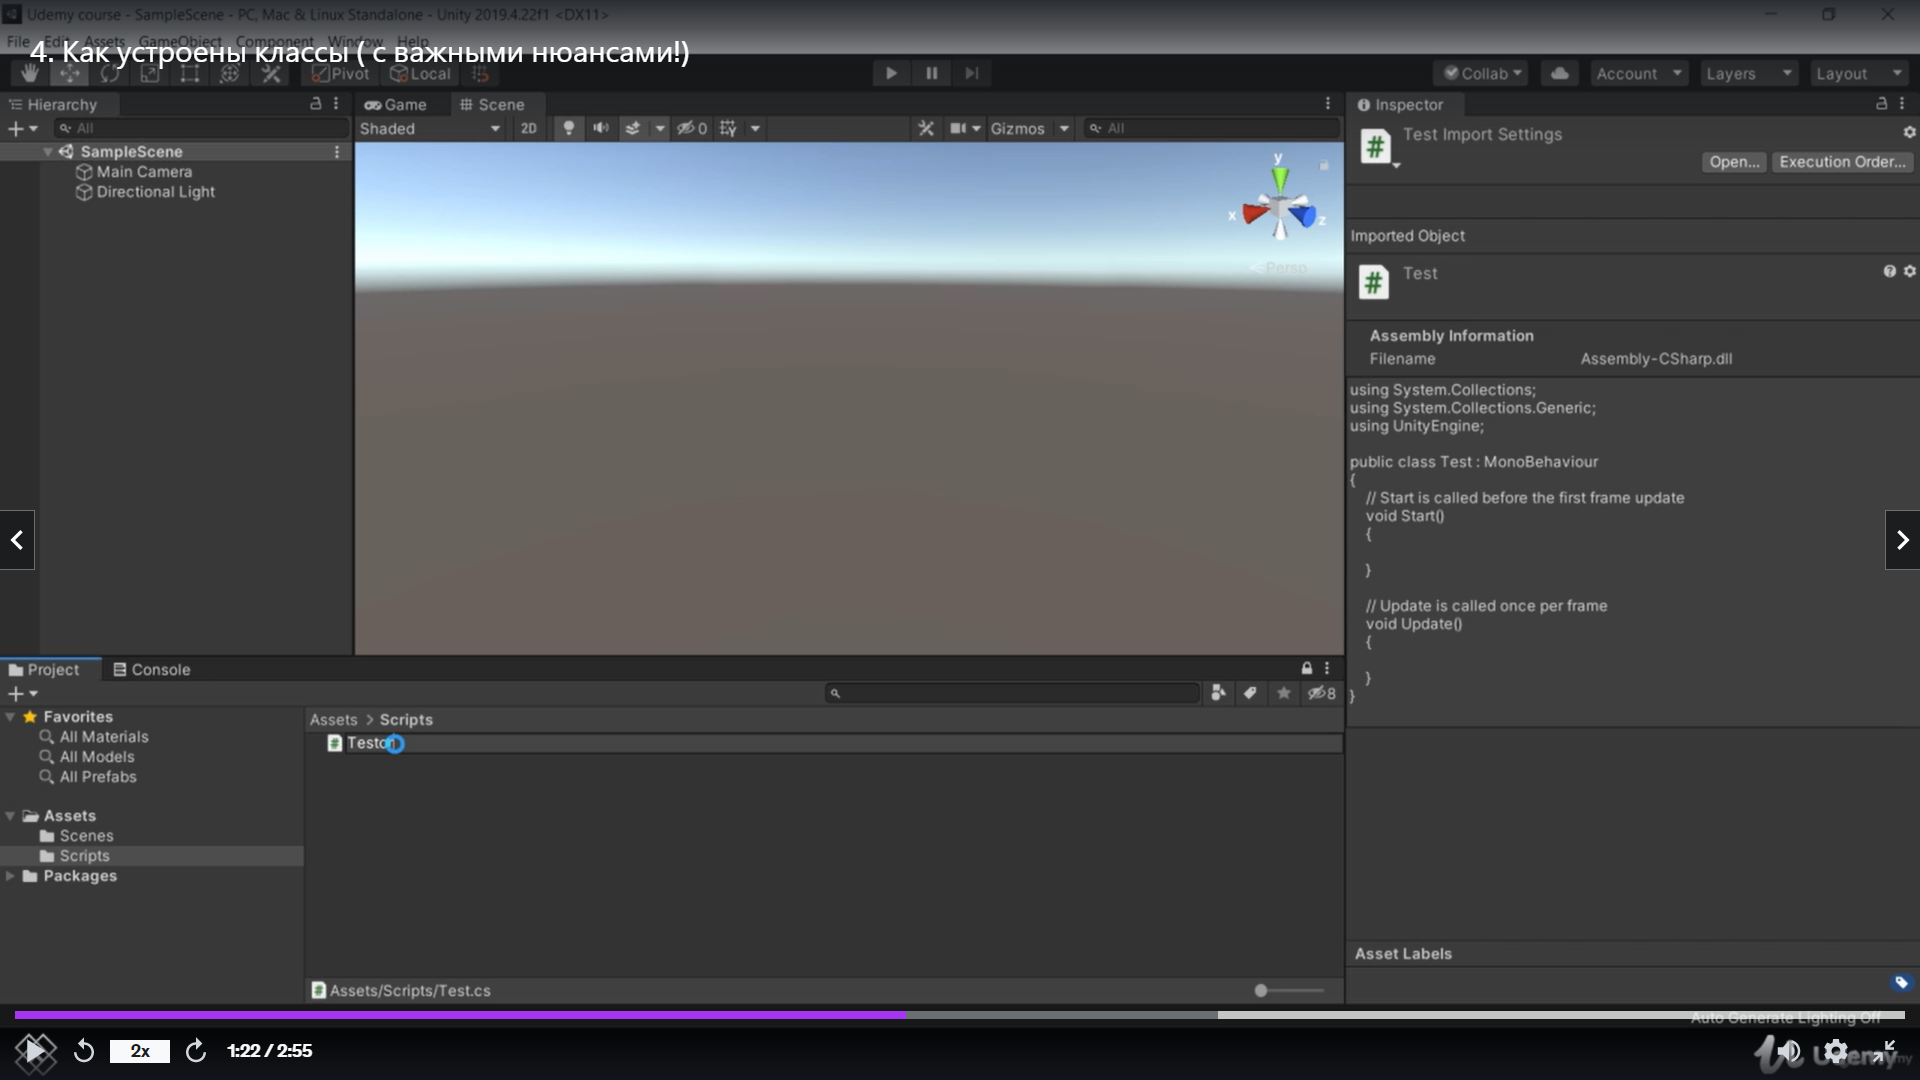 Udemy course - SampleScene - PC, Mac & Linux Standalone - Unity 2019.4.22f1 <DX11>
File Edit Assets GameObject Component Window Help
4. Как устроены классы ( с важными нюансами!)
Pivot Local Collab Account Layers Layout
Hierarchy
All
SampleScene
Main Camera
Directional Light
Game Scene
Shaded 2D 0 Gizmos All
y
x z
Persp
Inspector
Test Import Settings
Open... Execution Order...
Imported Object
Test
Assembly Information
Filename Assembly-CSharp.dll
using System.Collections;
using System.Collections.Generic;
using UnityEngine;
public class Test : MonoBehaviour
{
// Start is called before the first frame update
void Start()
{
}
// Update is called once per frame
void Update()
{
}
}
Asset Labels
Project Console
8
Favorites
All Materials
All Models
All Prefabs
Assets
Scenes
Scripts
Packages
Assets > Scripts
Assets/Scripts/Test.cs
Auto Generate Lighting Off
2x 1:22 / 2:55
Udemy